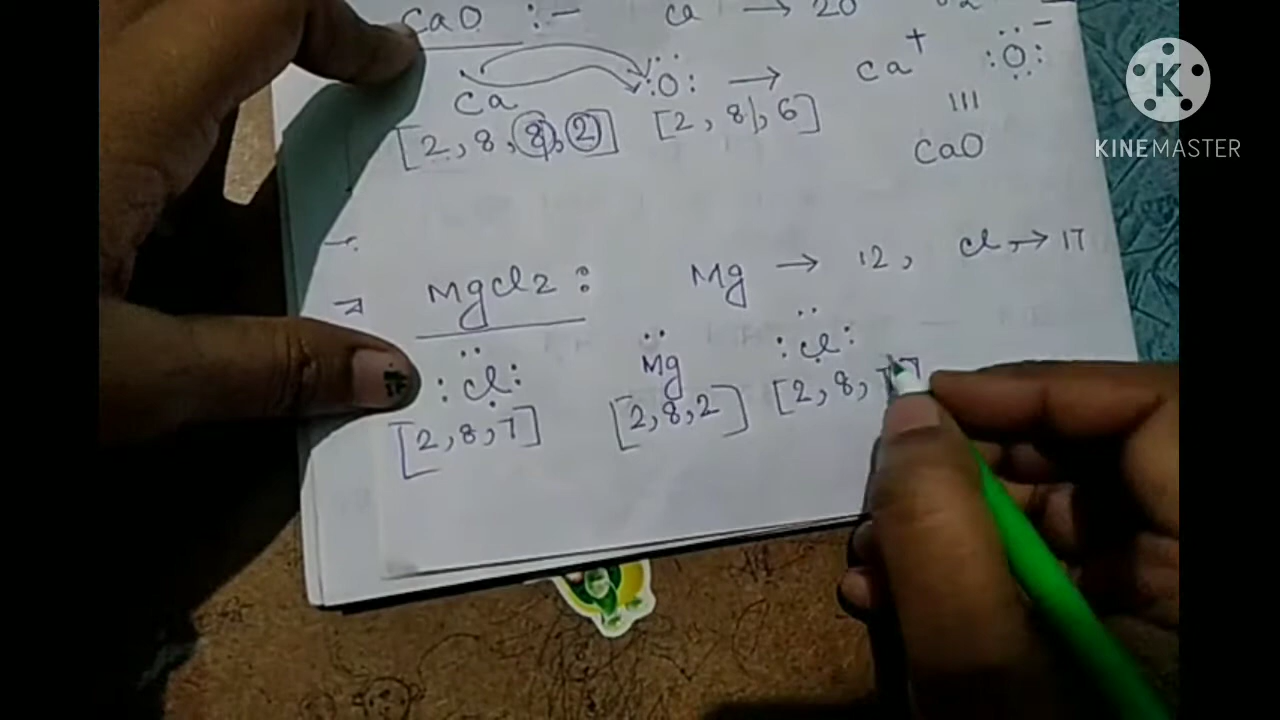 CaO :- Ca → 20
Ca :O: → Ca+ :O:-
[2, 8, 8, 2] [2, 8, 6] |||
CaO
MgCl2 : Mg → 12, Cl → 17
:Cl: Mg :Cl:
[2, 8, 7] [2, 8, 2] [2, 8, 7
KINEMASTER